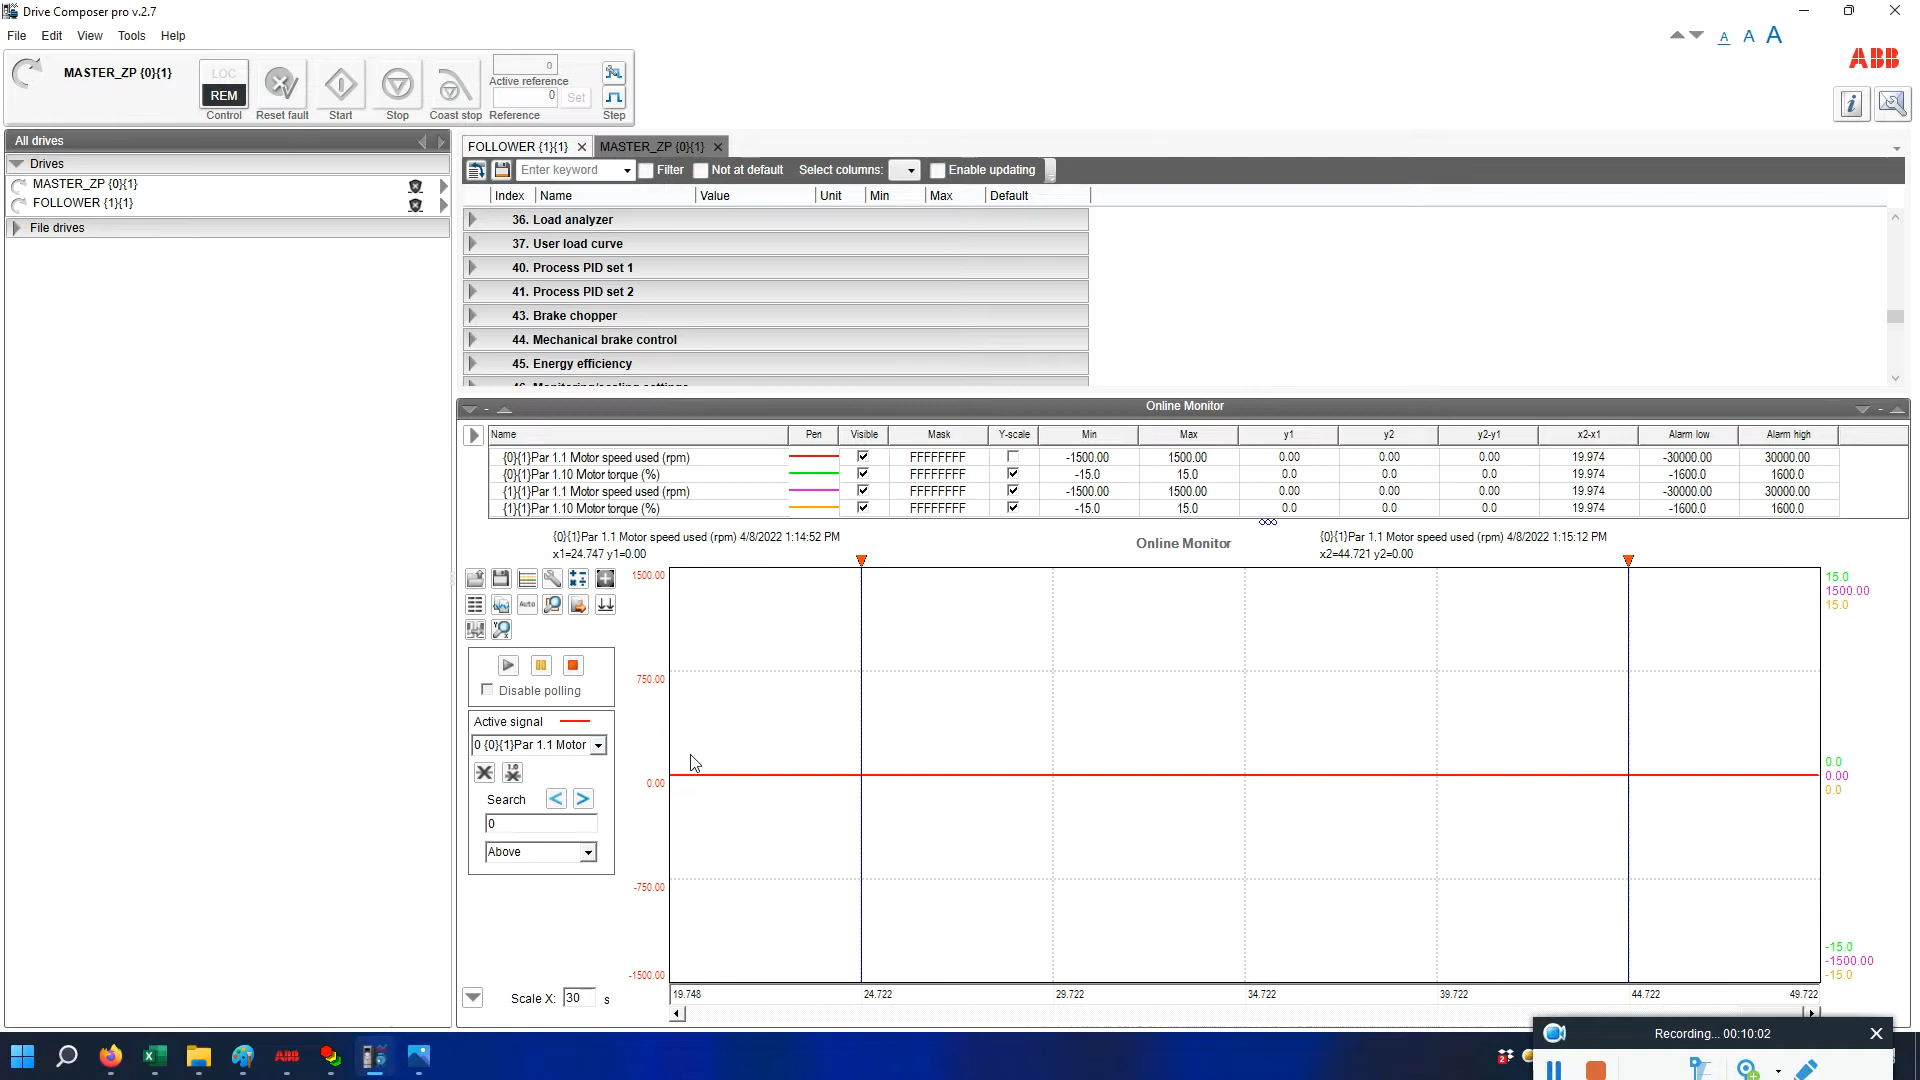 Drive Composer pro v.2.7
File Edit View Tools Help
A A A
ABB
MASTER_ZP {0}{1}
LOC
REM
Control
Reset fault
Start
Stop
Coast stop
0
Active reference
0 Set
Reference
Step
All drives
Drives
MASTER_ZP {0}{1}
FOLLOWER {1}{1}
File drives
FOLLOWER {1}{1} MASTER_ZP {0}{1}
Enter keyword Filter Not at default Select columns: Enable updating
Index Name Value Unit Min Max Default
36. Load analyzer
37. User load curve
40. Process PID set 1
41. Process PID set 2
43. Brake chopper
44. Mechanical brake control
45. Energy efficiency
Online Monitor
Name Pen Visible Mask Y-scale Min Max y1 y2 y2-y1 x2-x1 Alarm low Alarm high
{0}{1}Par 1.1 Motor speed used (rpm) FFFFFFFF -1500.00 1500.00 0.00 0.00 0.00 19.974 -30000.00 30000.00
{0}{1}Par 1.10 Motor torque (%) FFFFFFFF -15.0 15.0 0.0 0.0 0.0 19.974 -1600.0 1600.0
{1}{1}Par 1.1 Motor speed used (rpm) FFFFFFFF -1500.00 1500.00 0.00 0.00 0.00 19.974 -30000.00 30000.00
{1}{1}Par 1.10 Motor torque (%) FFFFFFFF -15.0 15.0 0.0 0.0 0.0 19.974 -1600.0 1600.0
{0}{1}Par 1.1 Motor speed used (rpm) 4/8/2022 1:14:52 PM
x1=24.747 y1=0.00
Online Monitor
{0}{1}Par 1.1 Motor speed used (rpm) 4/8/2022 1:15:12 PM
x2=44.721 y2=0.00
Auto
Disable polling
Active signal
0 {0}{1}Par 1.1 Motor
1.0
Search
0
Above
Scale X: 30 s
1500.00
750.00
0.00
-750.00
-1500.00
15.0
1500.00
15.0
0.0
0.00
0.0
-15.0
-1500.00
-15.0
19.748 24.722 29.722 34.722 39.722 44.722 49.722
Recording... 00:10:02
ABB
2